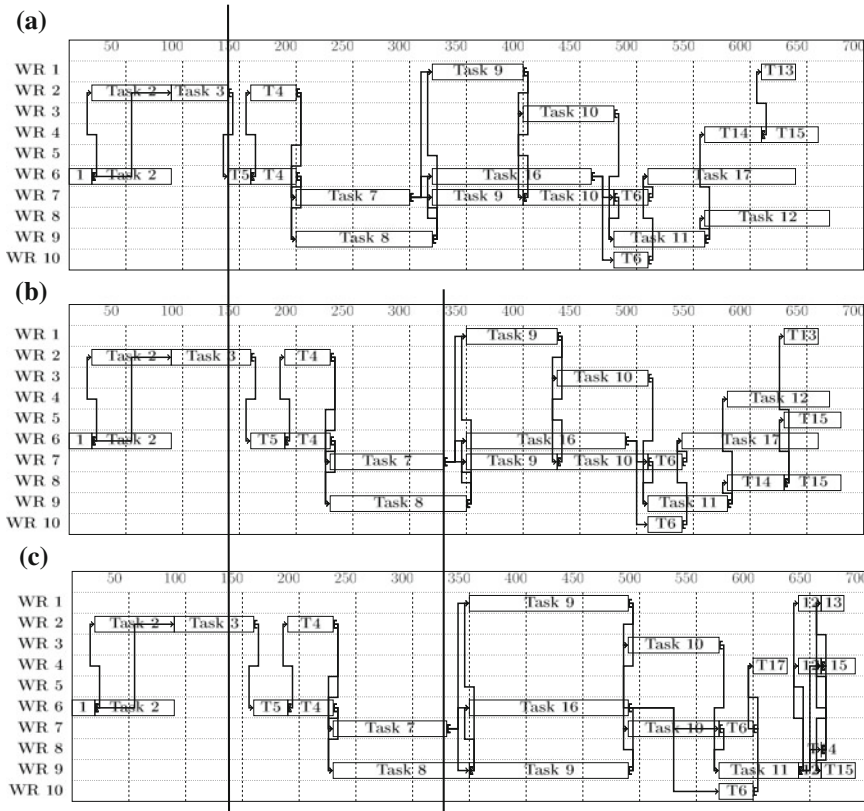 (a)
50 100 150 200 250 300 350 400 450 500 550 600 650 700
WR 1 Task 9 T13
WR 2 Task 2 Task 3 T4
WR 3 Task 10
WR 4 T14 T15
WR 5
WR 6 1 Task 2 T5 T4 Task 16 Task 17
WR 7 Task 7 Task 9 Task 10 T6
WR 8 Task 12
WR 9 Task 8 Task 11
WR 10 T6
(b)
50 100 150 200 250 300 350 400 450 500 550 600 650 700
WR 1 Task 9 T13
WR 2 Task 2 Task 3 T4
WR 3 Task 10
WR 4 Task 12
WR 5 T15
WR 6 1 Task 2 T5 T4 Task 16 Task 17
WR 7 Task 7 Task 9 Task 10 T6
WR 8 T14 T15
WR 9 Task 8 Task 11
WR 10 T6
(c)
50 100 150 200 250 300 350 400 450 500 550 600 650 700
WR 1 Task 9 13
WR 2 Task 2 Task 3 T4
WR 3 Task 10
WR 4 T17 15
WR 5
WR 6 1 Task 2 T5 T4 Task 16
WR 7 Task 7 Task 10 T6
WR 8
WR 9 Task 8 Task 9 Task 11 T15
WR 10 T6